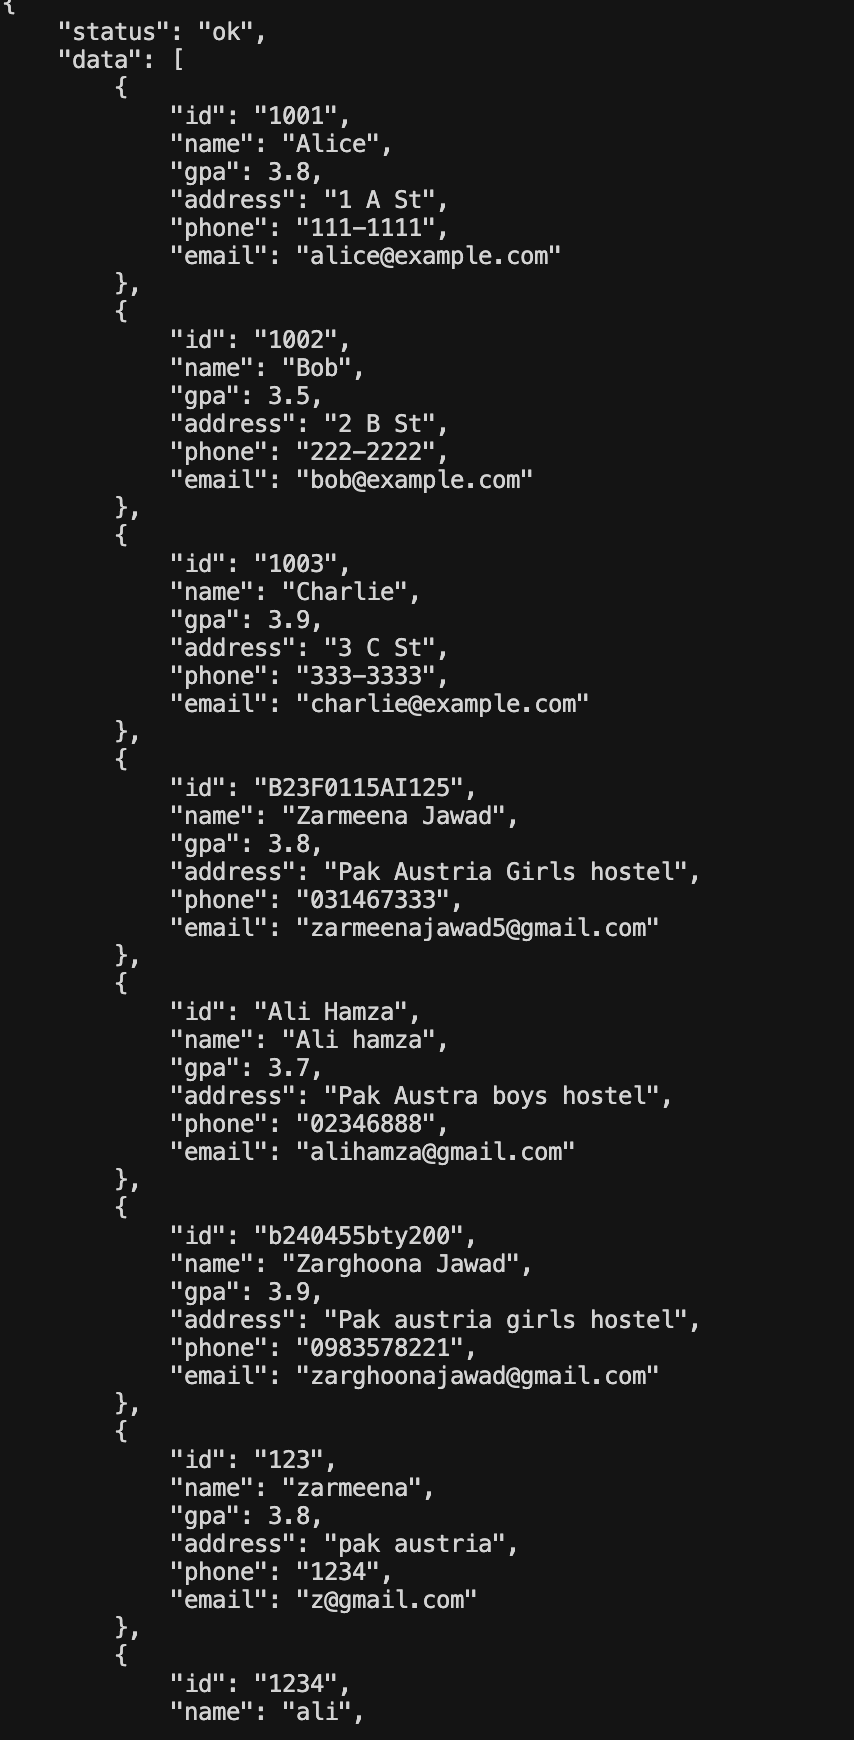 {
    "status": "ok",
    "data": [
        {
            "id": "1001",
            "name": "Alice",
            "gpa": 3.8,
            "address": "1 A St",
            "phone": "111-1111",
            "email": "alice@example.com"
        },
        {
            "id": "1002",
            "name": "Bob",
            "gpa": 3.5,
            "address": "2 B St",
            "phone": "222-2222",
            "email": "bob@example.com"
        },
        {
            "id": "1003",
            "name": "Charlie",
            "gpa": 3.9,
            "address": "3 C St",
            "phone": "333-3333",
            "email": "charlie@example.com"
        },
        {
            "id": "B23F0115AI125",
            "name": "Zarmeena Jawad",
            "gpa": 3.8,
            "address": "Pak Austria Girls hostel",
            "phone": "031467333",
            "email": "zarmeenajawad5@gmail.com"
        },
        {
            "id": "Ali Hamza",
            "name": "Ali hamza",
            "gpa": 3.7,
            "address": "Pak Austra boys hostel",
            "phone": "02346888",
            "email": "alihamza@gmail.com"
        },
        {
            "id": "b240455bty200",
            "name": "Zarghoona Jawad",
            "gpa": 3.9,
            "address": "Pak austria girls hostel",
            "phone": "0983578221",
            "email": "zarghoonajawad@gmail.com"
        },
        {
            "id": "123",
            "name": "zarmeena",
            "gpa": 3.8,
            "address": "pak austria",
            "phone": "1234",
            "email": "z@gmail.com"
        },
        {
            "id": "1234",
            "name": "ali",